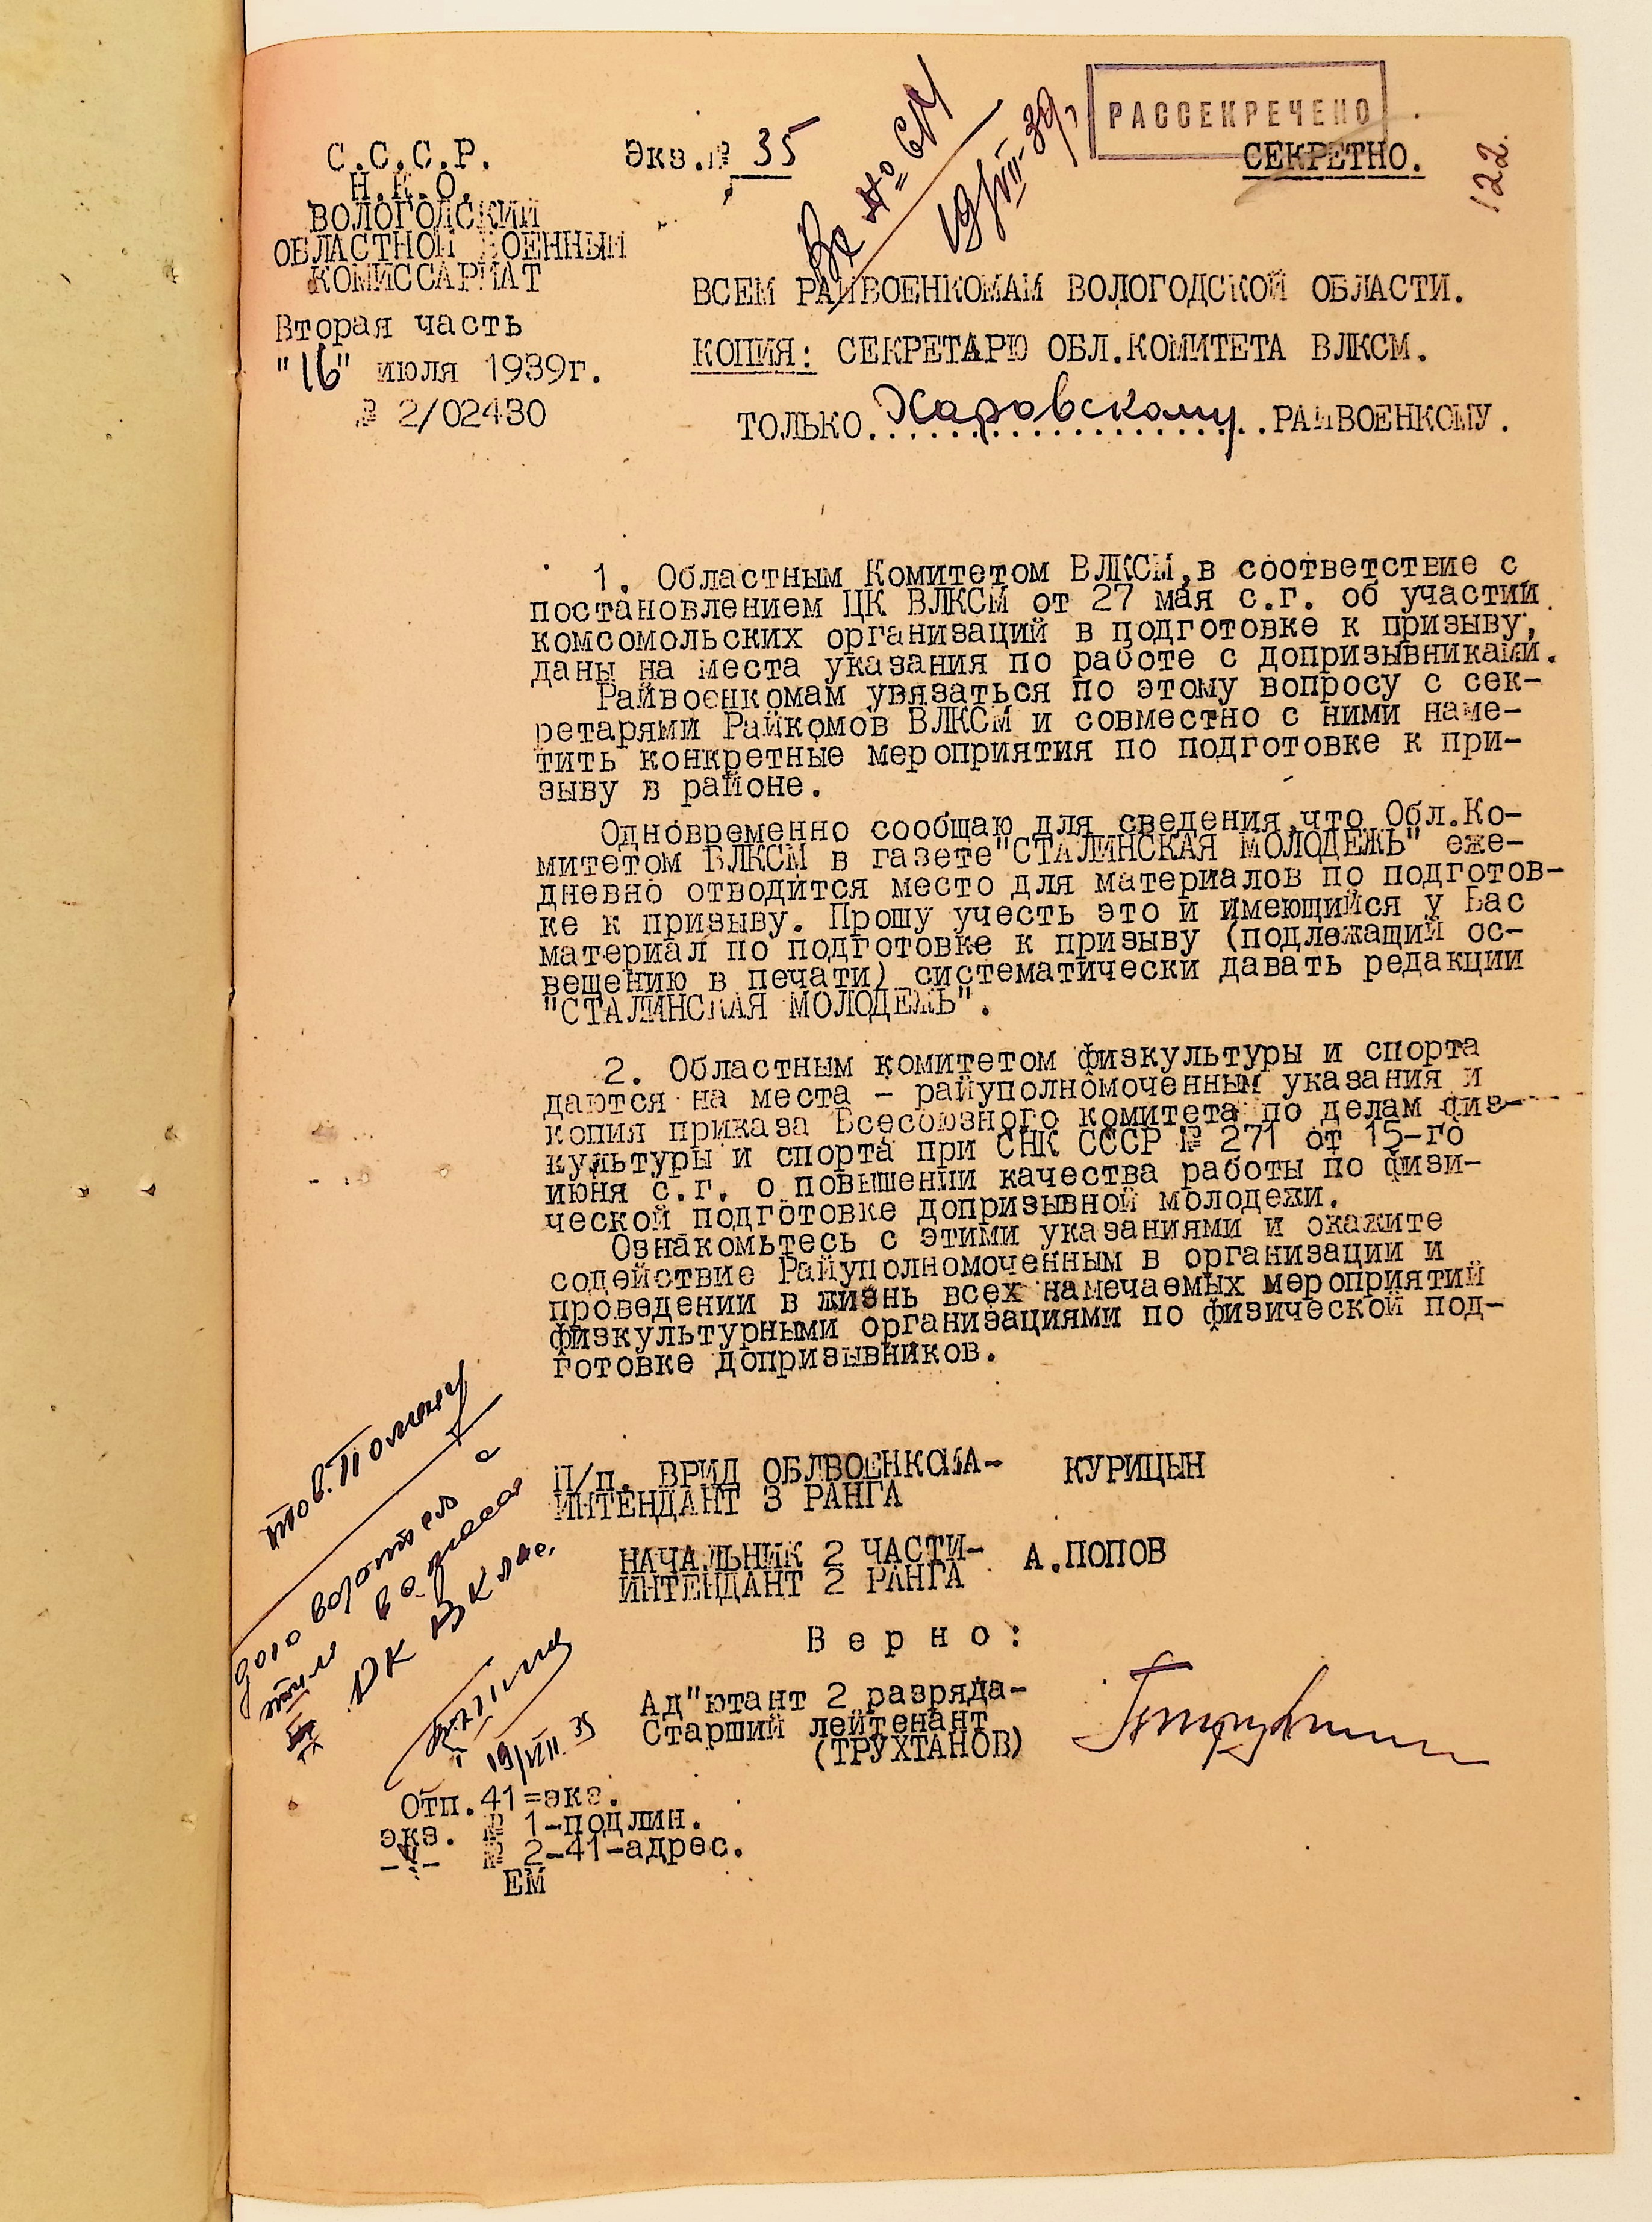 РАССЕКРЕЧЕНО
СЕКРЕТНО.
122.
Экз.№ 35
Вх №
19/VII-39г.
С.С.С.Р.
Н.К.О.
ВОЛОГОДСКИЙ
ОБЛАСТНОЙ ВОЕННЫЙ
КОМИССАРИАТ
Вторая часть
"16" июля 1939г.
№ 2/02430
ВСЕМ РАЙВОЕНКОМАМ ВОЛОГОДСКОЙ ОБЛАСТИ.
КОПИЯ: СЕКРЕТАРЮ ОБЛ.КОМИТЕТА ВЛКСМ.
ТОЛЬКО Харовскому РАЙВОЕНКОМУ.
1. Областным Комитетом ВЛКСМ,в соответствие с
постановлением ЦК ВЛКСМ от 27 мая с.г. об участии
комсомольских организаций в подготовке к призыву,
даны на места указания по работе с допризывниками.
Райвоенкомам увязаться по этому вопросу с сек-
ретарями Райкомов ВЛКСМ и совместно с ними наме-
тить конкретные мероприятия по подготовке к при-
зыву в районе.
Одновременно сообщаю для сведения,что Обл.Ко-
митетом ВЛКСМ в газете"СТАЛИНСКАЯ МОЛОДЕЖЬ" еже-
дневно отводится место для материалов по подготов-
ке к призыву. Прошу учесть это и имеющийся у Вас
материал по подготовке к призыву (подлежащий ос-
вещению в печати) систематически давать редакции
"СТАЛИНСКАЯ МОЛОДЕЖЬ".
2. Областным комитетом физкультуры и спорта
даются на места - райуполномоченным указания и
копия приказа Всесоюзного комитета по делам физ-
культуры и спорта при СНК СССР № 271 от 15-го
июня с.г. о повышении качества работы по физи-
ческой подготовке допризывной молодежи.
Ознакомьтесь с этими указаниями и окажите
содействие Райуполномоченным в организации и
проведении в жизнь всех намечаемых мероприятий
физкультурными организациями по физической под-
готовке допризывников.
П/п. ВРИД ОБЛВОЕНКОМА- КУРИЦЫН
ИНТЕНДАНТ 3 РАНГА
НАЧАЛЬНИК 2 ЧАСТИ- А.ПОПОВ
ИНТЕНДАНТ 2 РАНГА
Верно:
Ад"ютант 2 разряда-
Старший лейтенант
(ТРУХТАНОВ)
тов.
РК ВКП
19/VII 39
Отп.41=экз.
экз. № 1-подлин.
-"- № 2-41-адрес.
ЕМ